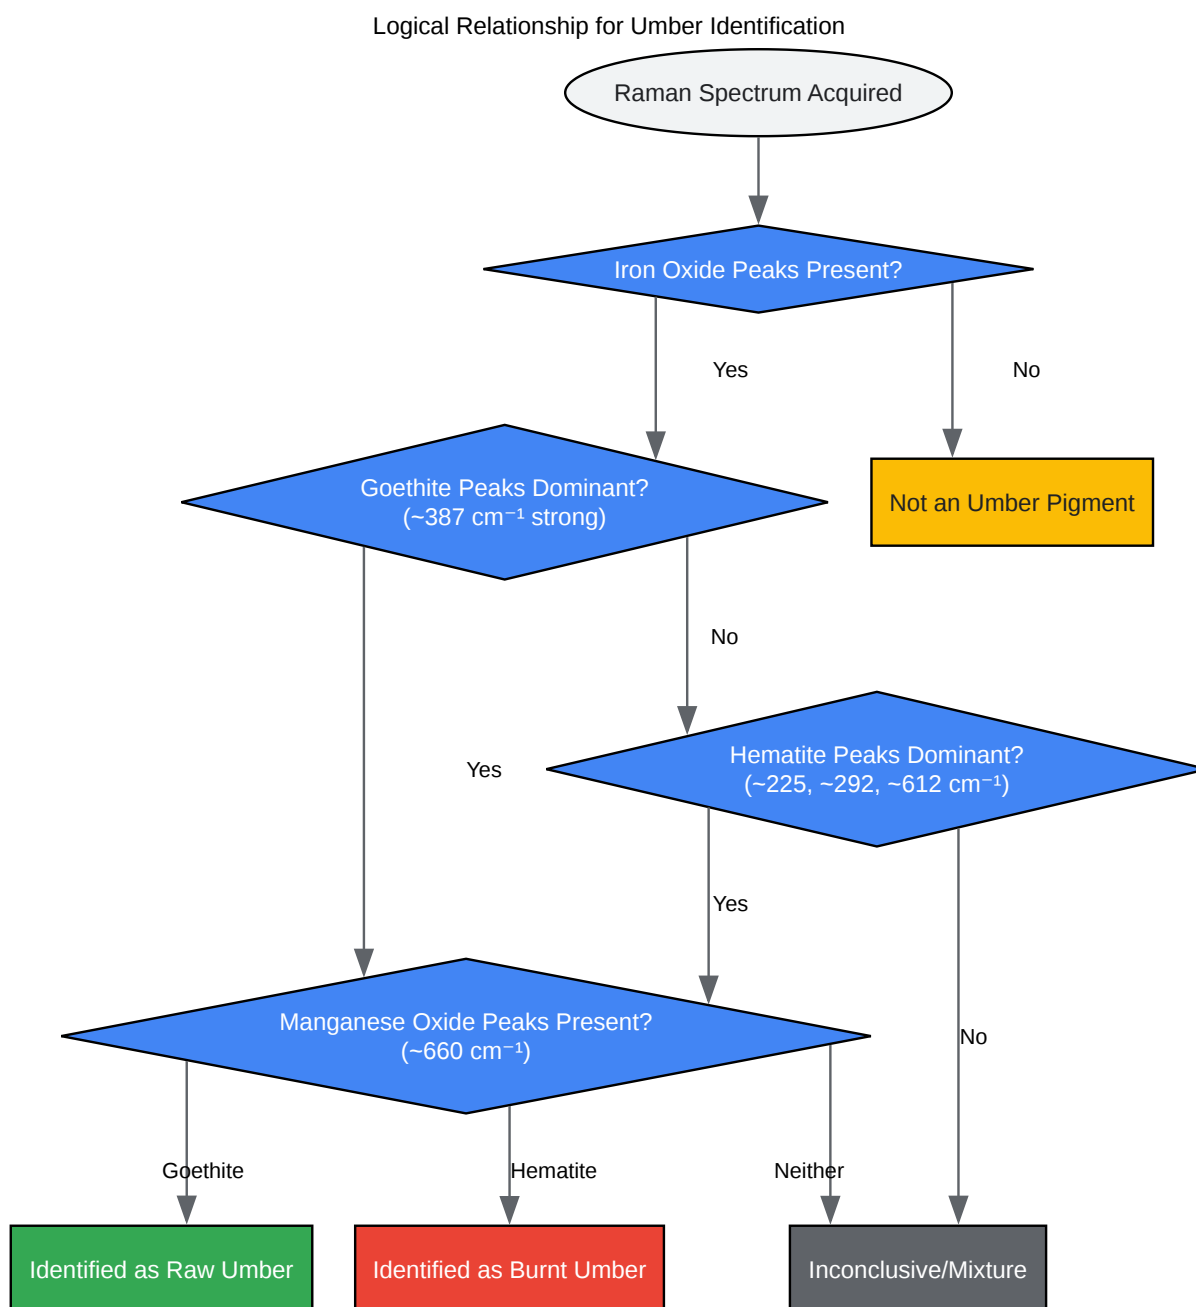 Logical Relationship for Umber Identification
Raman Spectrum Acquired
Iron Oxide Peaks Present?
Yes
No
Goethite Peaks Dominant?
(~387 cm⁻¹ strong)
Not an Umber Pigment
No
Hematite Peaks Dominant?
(~225, ~292, ~612 cm⁻¹)
Yes
Yes
Manganese Oxide Peaks Present?
(~660 cm⁻¹)
No
Goethite
Hematite
Neither
Identified as Raw Umber
Identified as Burnt Umber
Inconclusive/Mixture